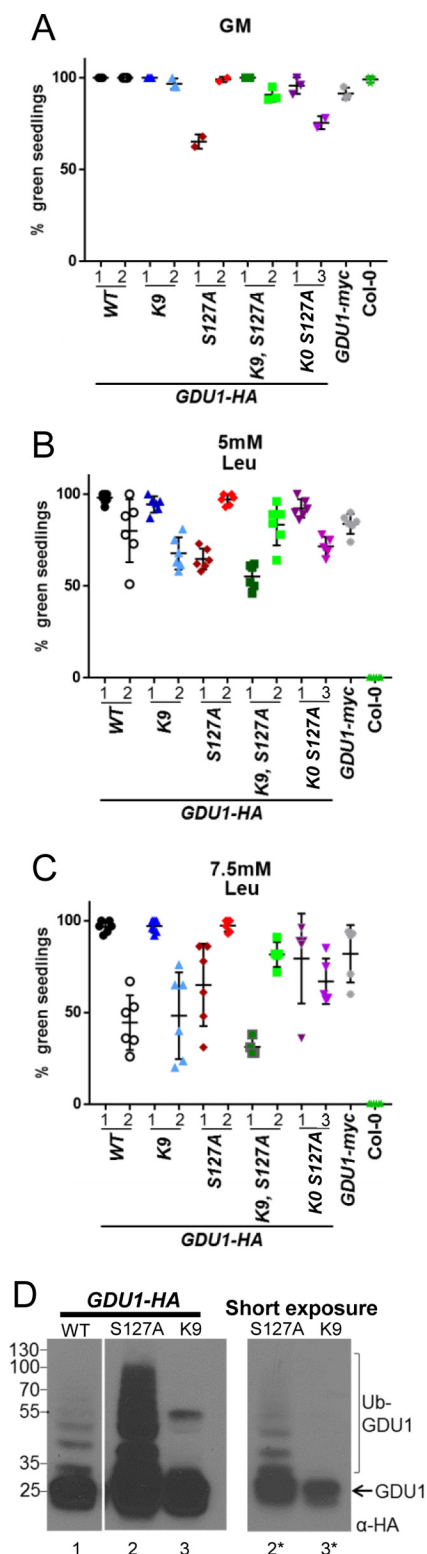 A
GM
% green seedlings
100
50
0
1 2 1 2 1 2 1 2 1 3
WT K9 S127A K9, S127A K0 S127A GDU1-myc Col-0
GDU1-HA
B
5mM
Leu
% green seedlings
100
50
0
1 2 1 2 1 2 1 2 1 3
WT K9 S127A K9, S127A K0 S127A GDU1-myc Col-0
GDU1-HA
C
7.5mM
Leu
% green seedlings
100
50
0
1 2 1 2 1 2 1 2 1 3
WT K9 S127A K9, S127A K0 S127A GDU1-myc Col-0
GDU1-HA
D
GDU1-HA Short exposure
WT S127A K9 S127A K9
130
100
70
55
35
25
Ub-
GDU1
GDU1
α-HA
1 2 3 2* 3*